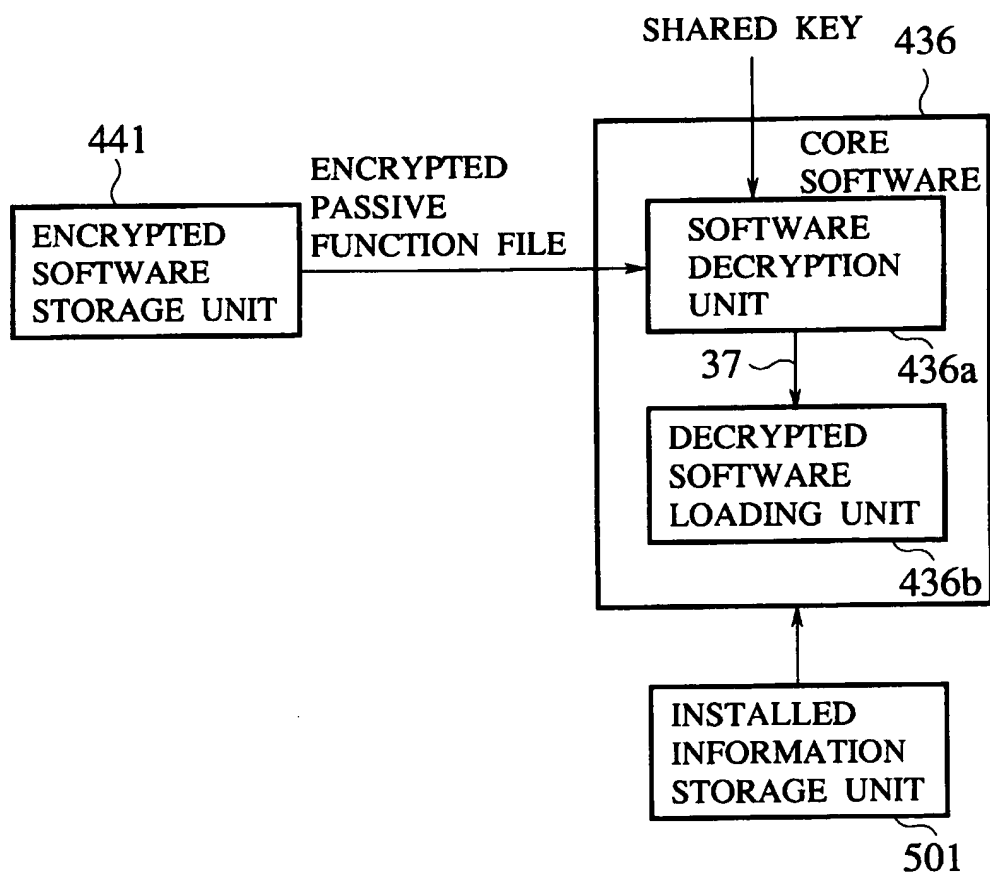 SHARED KEY
436
CORE
SOFTWARE
441
ENCRYPTED
PASSIVE
FUNCTION FILE
ENCRYPTED
SOFTWARE
STORAGE UNIT
SOFTWARE
DECRYPTION
UNIT
436a
37
DECRYPTED
SOFTWARE
LOADING UNIT
436b
INSTALLED
INFORMATION
STORAGE UNIT
501